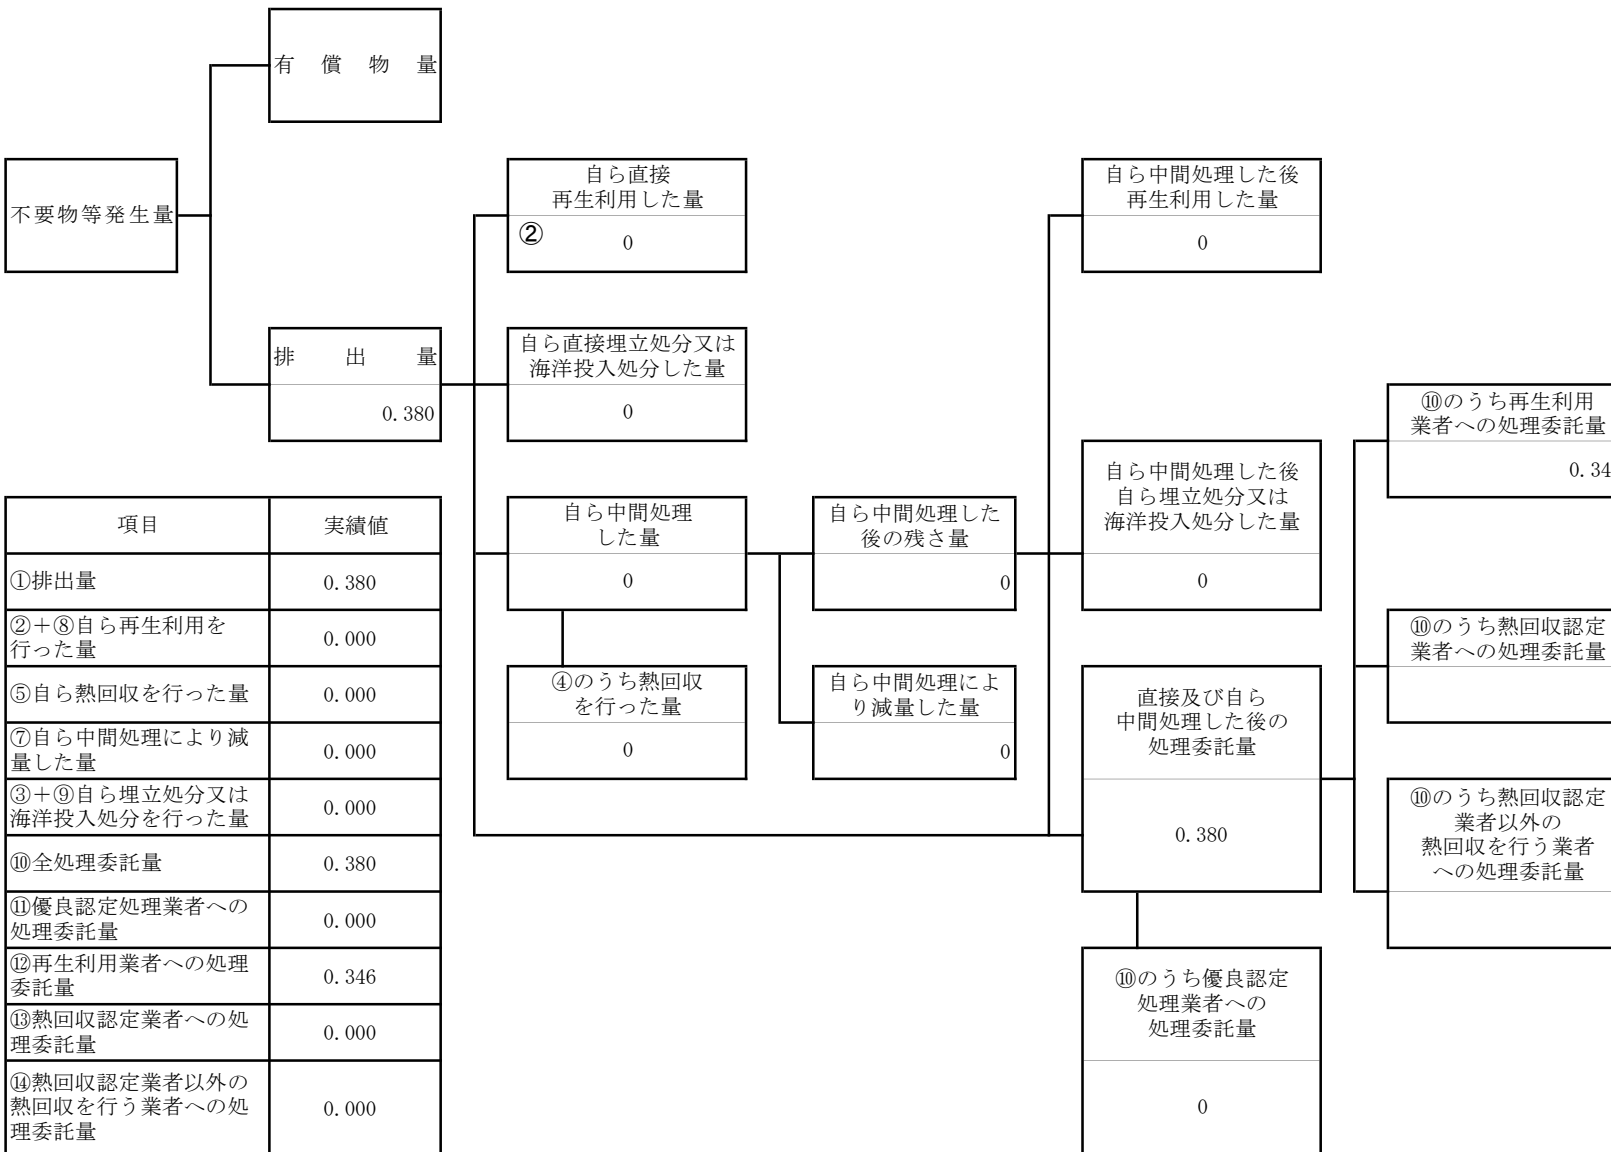 有償物量
不要物等発生量
排出量
0.380
自ら直接
再生利用した量
②
0
自ら直接埋立処分又は
海洋投入処分した量
0
自ら中間処理
した量
0
④のうち熱回収
を行った量
0
自ら中間処理した
後の残さ量
0
自ら中間処理によ
り減量した量
0
自ら中間処理した後
再生利用した量
0
自ら中間処理した後
自ら埋立処分又は
海洋投入処分した量
0
直接及び自ら
中間処理した後の
処理委託量
0.380
⑩のうち優良認定
処理業者への
処理委託量
0
⑩のうち再生利用
業者への処理委託量
0.34
⑩のうち熱回収認定
業者への処理委託量
⑩のうち熱回収認定
業者以外の
熱回収を行う業者
への処理委託量
項目 実績値
①排出量 0.380
②＋⑧自ら再生利用を
行った量 0.000
⑤自ら熱回収を行った量 0.000
⑦自ら中間処理により減
量した量 0.000
③＋⑨自ら埋立処分又は
海洋投入処分を行った量 0.000
⑩全処理委託量 0.380
⑪優良認定処理業者への
処理委託量 0.000
⑫再生利用業者への処理
委託量 0.346
⑬熱回収認定業者への処
理委託量 0.000
⑭熱回収認定業者以外の
熱回収を行う業者への処
理委託量 0.000